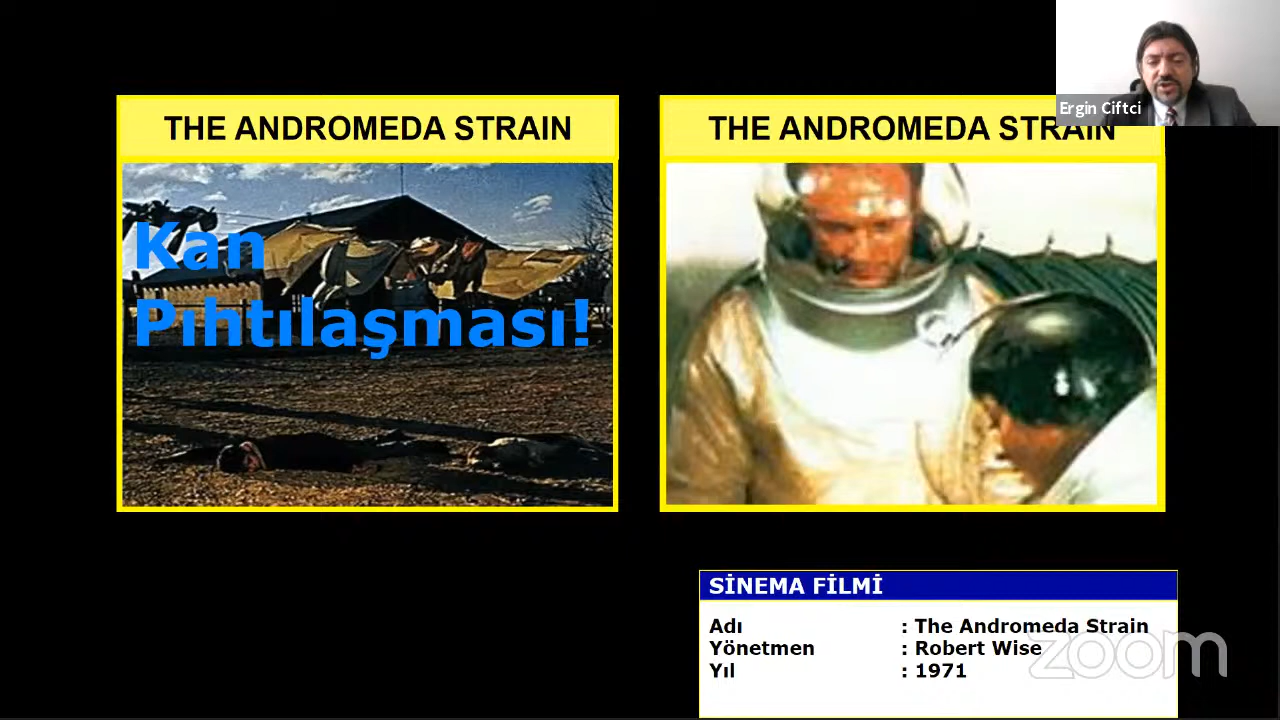 THE ANDROMEDA STRAIN
Kan
Pıhtılaşması!
THE ANDROMEDA STRAIN
Ergin Ciftci
SİNEMA FİLMİ
Adı : The Andromeda Strain
Yönetmen : Robert Wise
Yıl : 1971
zoom